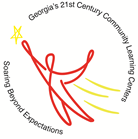 Georgia's 21st Century Community Learning Centers
Soaring Beyond Expectations